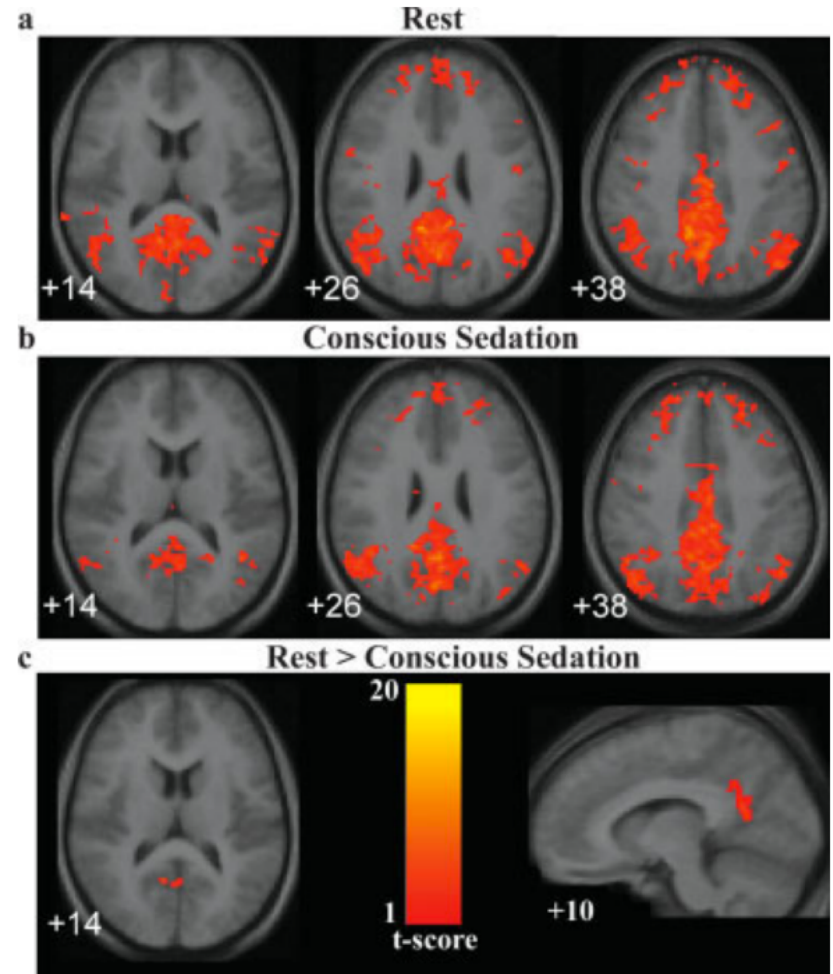 a Rest
+14 +26 +38
b Conscious Sedation
+14 +26 +38
c Rest > Conscious Sedation
20
1
t-score
+14
+10